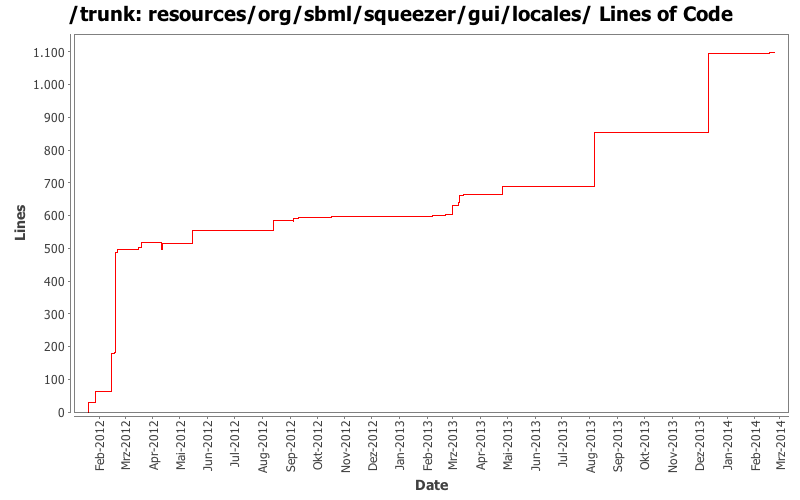 /trunk: resources/org/sbml/squeezer/gui/locales/ Lines of Code
Lines
1.100
1.000
900
800
700
600
500
400
300
200
100
0
Feb-2012
Mrz-2012
Apr-2012
Mai-2012
Jun-2012
Jul-2012
Aug-2012
Sep-2012
Okt-2012
Nov-2012
Dez-2012
Jan-2013
Feb-2013
Mrz-2013
Apr-2013
Mai-2013
Jun-2013
Jul-2013
Aug-2013
Sep-2013
Okt-2013
Nov-2013
Dez-2013
Jan-2014
Feb-2014
Mrz-2014
Date